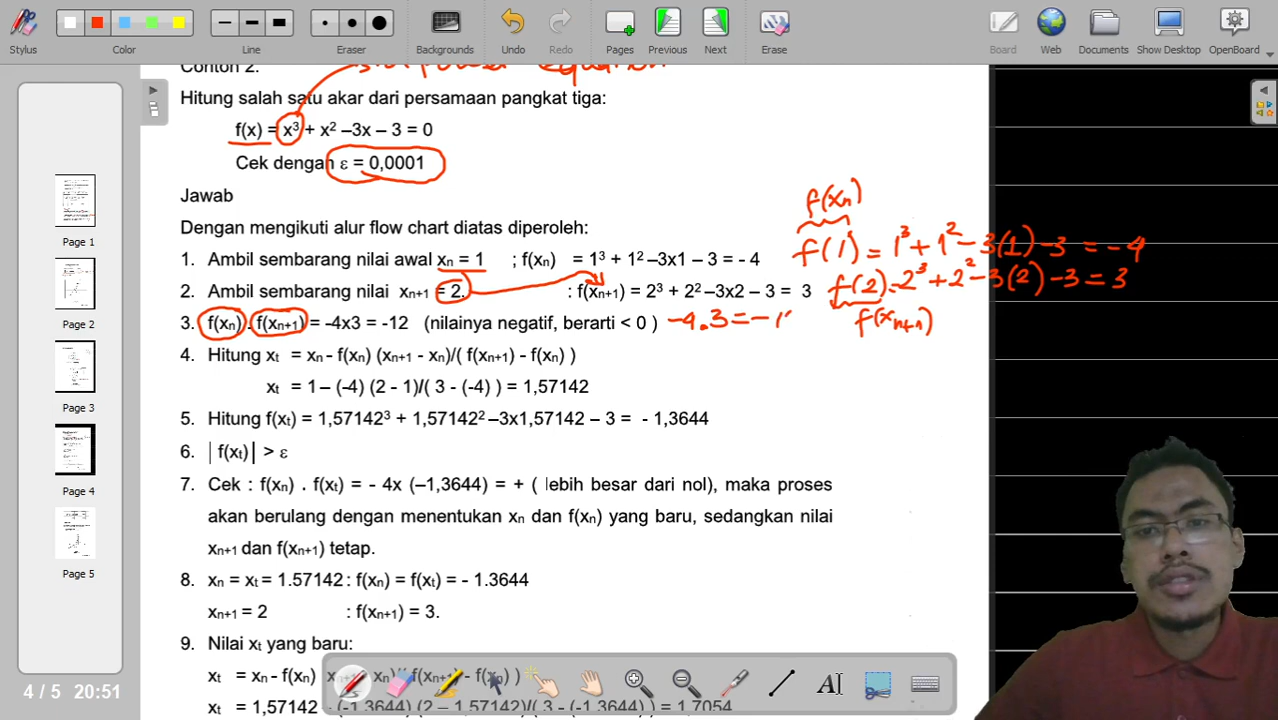 Stylus Color Line Eraser Backgrounds Undo Redo Pages Previous Next Erase Board Web Documents Show Desktop OpenBoard
Contoh 2.
Hitung salah satu akar dari persamaan pangkat tiga:
f(x) = x³ + x² –3x – 3 = 0
Cek dengan ε = 0,0001
Jawab
Dengan mengikuti alur flow chart diatas diperoleh:
f(xn)
1. Ambil sembarang nilai awal xn = 1 ; f(xn) = 1³ + 1² –3x1 – 3 = - 4
f(1) = 1³ + 1² – 3(1) – 3 = – 4
2. Ambil sembarang nilai xn+1 = 2. : f(xn+1) = 2³ + 2² –3x2 – 3 = 3
f(2) = 2³ + 2² – 3(2) – 3 = 3
f(xn+n)
3. f(xn) . f(xn+1) = -4x3 = -12 (nilainya negatif, berarti < 0 ) –4.3 = –1
4. Hitung xt = xn - f(xn) (xn+1 - xn)/( f(xn+1) - f(xn) )
xt = 1 – (-4) (2 - 1)/( 3 - (-4) ) = 1,57142
5. Hitung f(xt) = 1,57142³ + 1,57142² –3x1,57142 – 3 = - 1,3644
6. | f(xt) | > ε
7. Cek : f(xn) . f(xt) = - 4x (–1,3644) = + ( lebih besar dari nol), maka proses
akan berulang dengan menentukan xn dan f(xn) yang baru, sedangkan nilai
xn+1 dan f(xn+1) tetap.
8. xn = xt = 1.57142 : f(xn) = f(xt) = - 1.3644
xn+1 = 2 : f(xn+1) = 3.
9. Nilai xt yang baru:
xt = xn - f(xn)
xt = 1,57142 - (-1.3644) (2 – 1,57142)/( 3 - (-1.3644) ) = 1.7054
Page 1
Page 2
Page 3
Page 4
Page 5
4 / 5 20:51